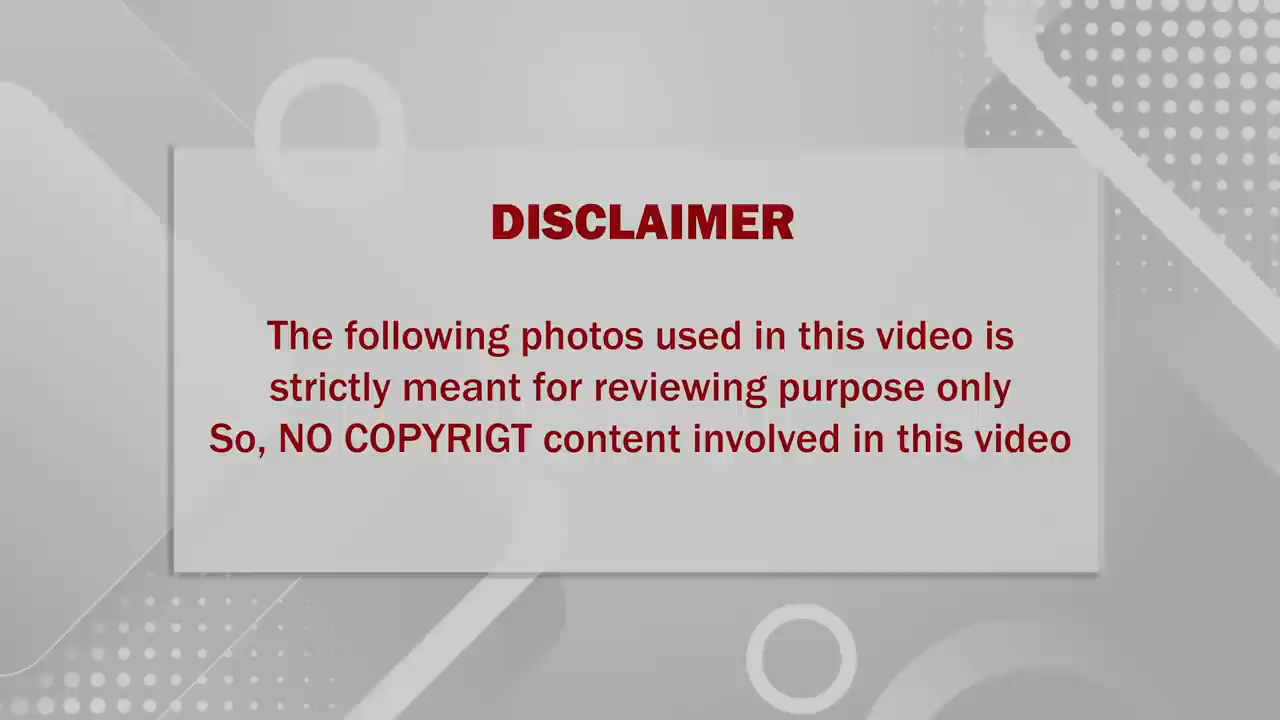 DISCLAIMER
The following photos used in this video is
strictly meant for reviewing purpose only
So, NO COPYRIGT content involved in this video